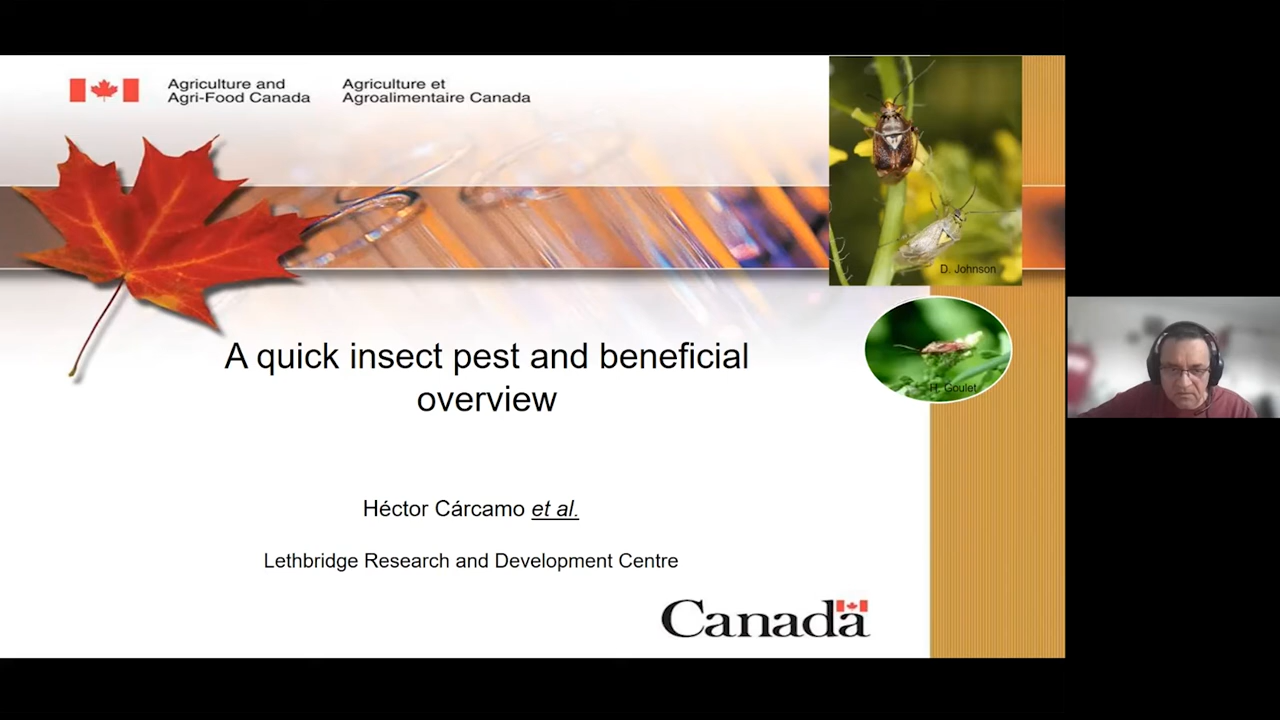 Agriculture and
Agri-Food Canada
Agriculture et
Agroalimentaire Canada
D. Johnson
H. Goulet
A quick insect pest and beneficial
overview
Héctor Cárcamo et al.
Lethbridge Research and Development Centre
Canada